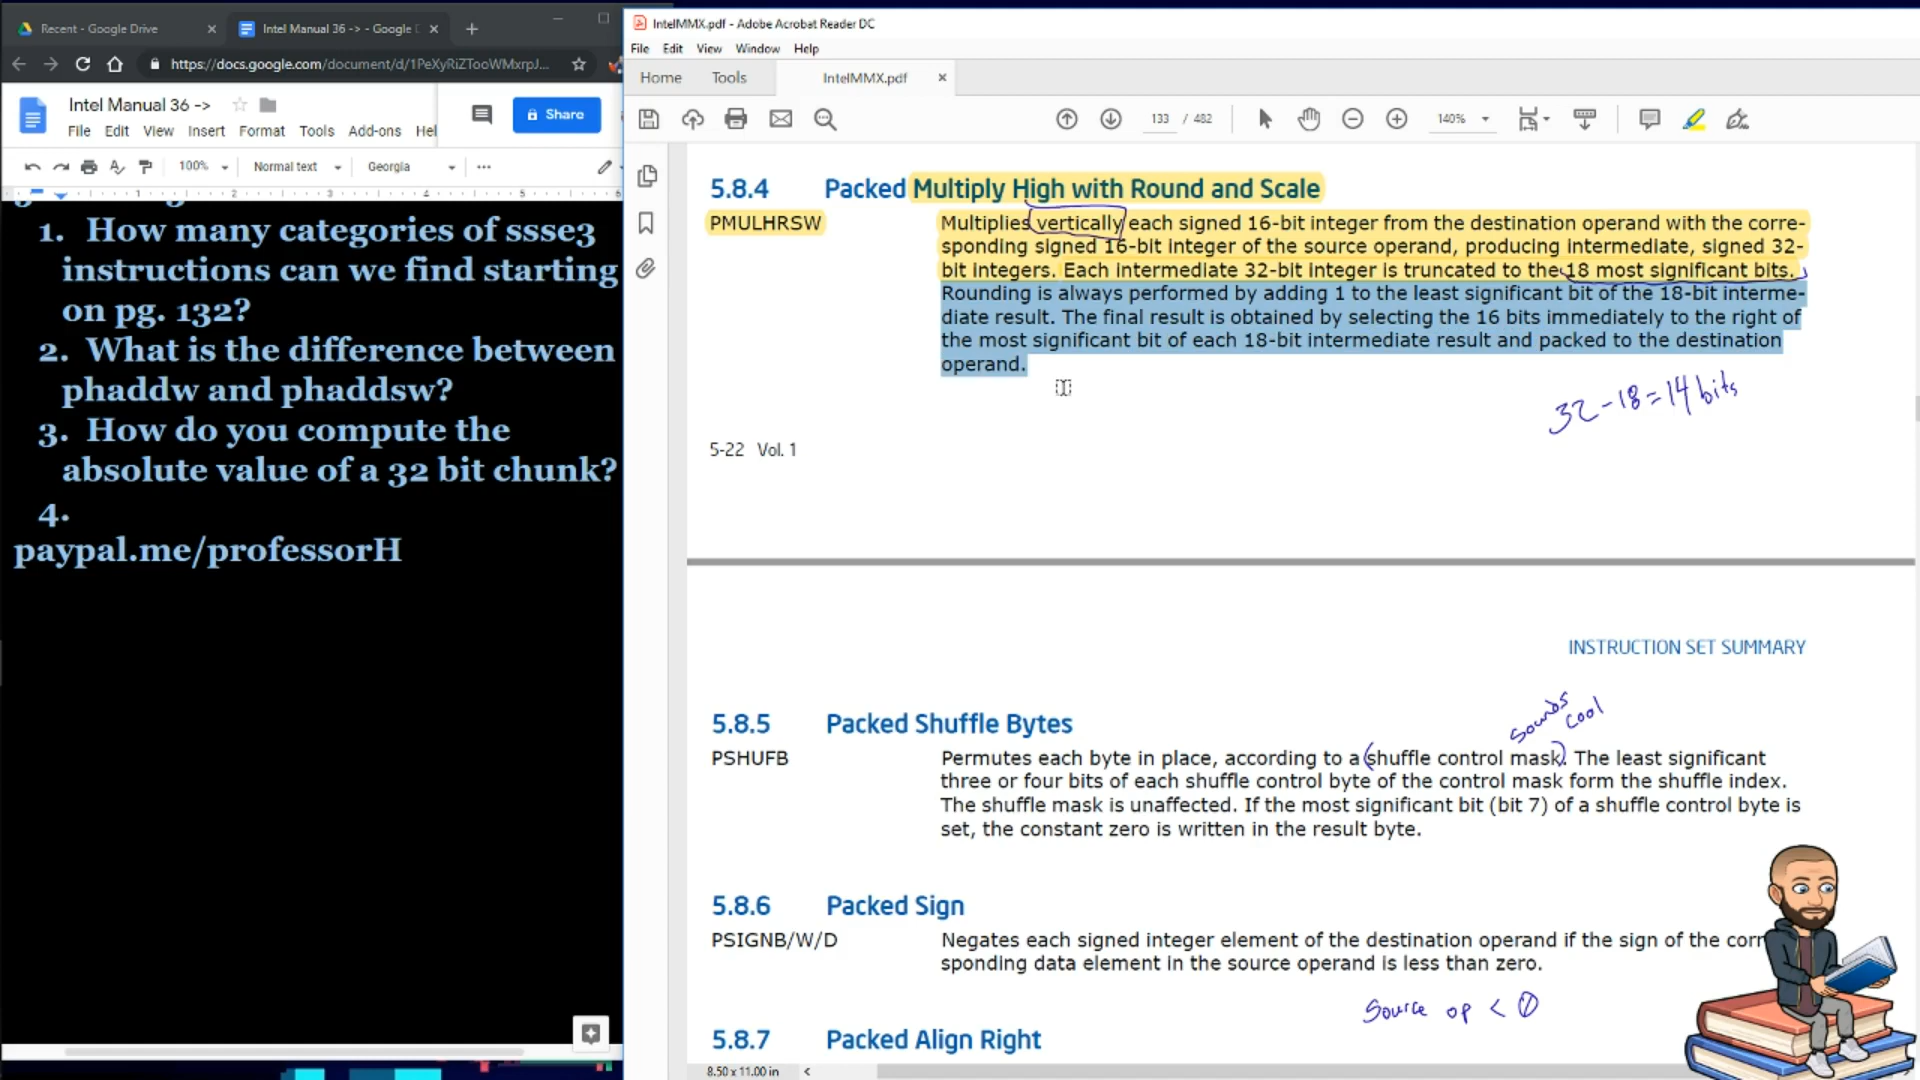 Recent - Google Drive
Intel Manual 36 -> - Google D
https://docs.google.com/document/d/1PeXyRiZTooWMxrpJ...
Intel Manual 36 ->
File Edit View Insert Format Tools Add-ons Hel
Share
100% Normal text Georgia
1 2 3 4 5
1. How many categories of ssse3
instructions can we find starting
on pg. 132?
2. What is the difference between
phaddw and phaddsw?
3. How do you compute the
absolute value of a 32 bit chunk?
4.
paypal.me/professorH
IntelMMX.pdf - Adobe Acrobat Reader DC
File Edit View Window Help
Home Tools IntelMMX.pdf
133 / 482 140%
5.8.4 Packed Multiply High with Round and Scale
PMULHRSW Multiplies vertically each signed 16-bit integer from the destination operand with the corre-
sponding signed 16-bit integer of the source operand, producing intermediate, signed 32-
bit integers. Each intermediate 32-bit integer is truncated to the 18 most significant bits.
Rounding is always performed by adding 1 to the least significant bit of the 18-bit interme-
diate result. The final result is obtained by selecting the 16 bits immediately to the right of
the most significant bit of each 18-bit intermediate result and packed to the destination
operand.
32-18=14 bits
5-22 Vol. 1
INSTRUCTION SET SUMMARY
sounds
cool
5.8.5 Packed Shuffle Bytes
PSHUFB Permutes each byte in place, according to a (shuffle control mask). The least significant
three or four bits of each shuffle control byte of the control mask form the shuffle index.
The shuffle mask is unaffected. If the most significant bit (bit 7) of a shuffle control byte is
set, the constant zero is written in the result byte.
5.8.6 Packed Sign
PSIGNB/W/D Negates each signed integer element of the destination operand if the sign of the corr
sponding data element in the source operand is less than zero.
Source op < 0
5.8.7 Packed Align Right
8.50 x 11.00 in